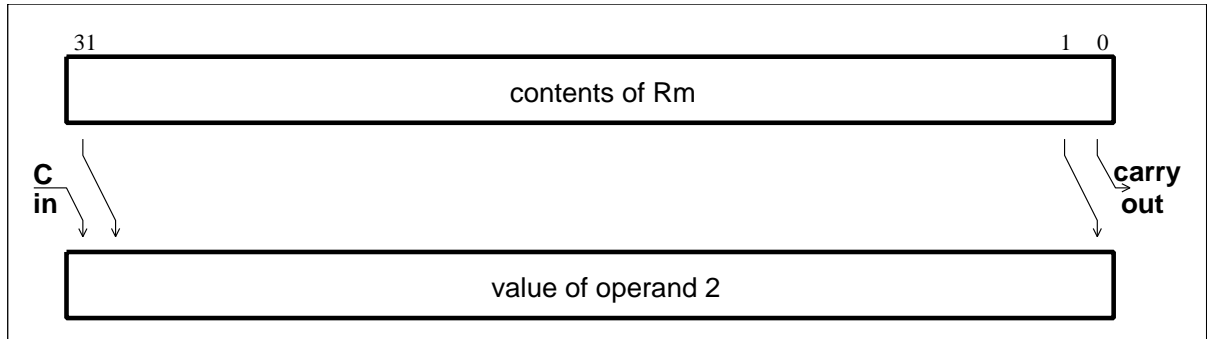 31 1 0
contents of Rm
C
in
carry
out
value of operand 2